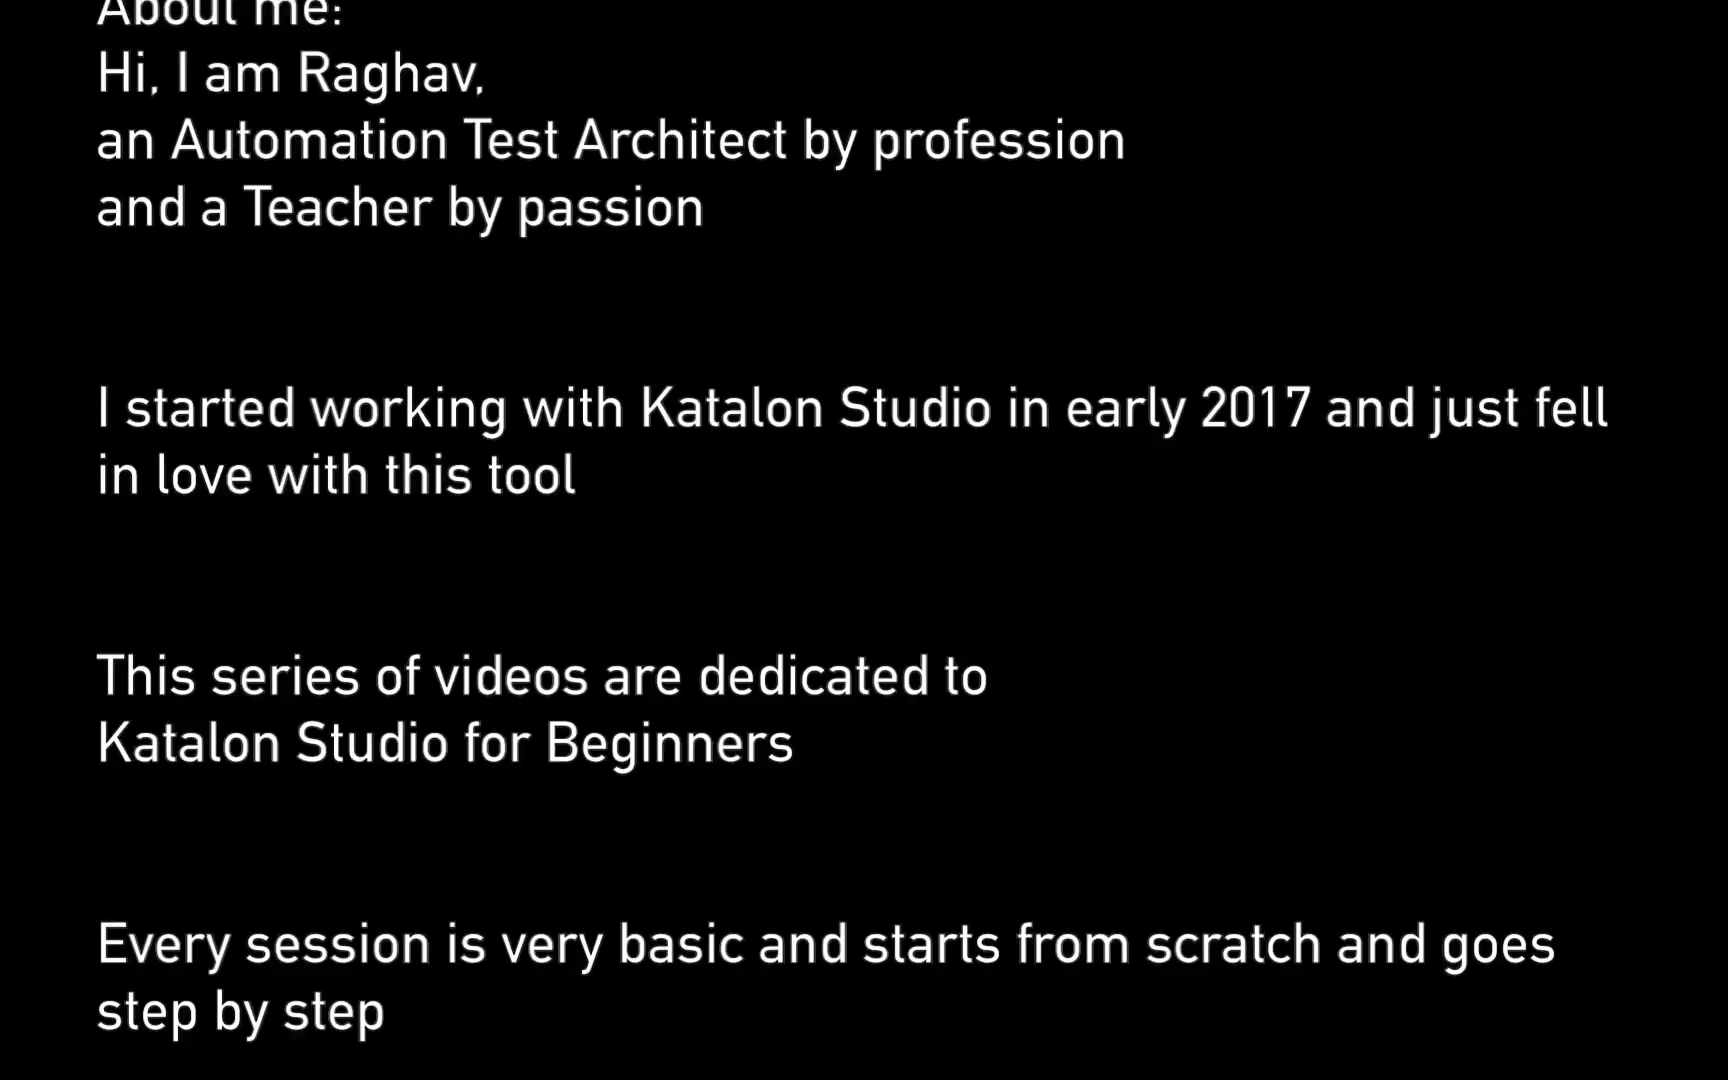 About me:
Hi, I am Raghav,
an Automation Test Architect by profession
and a Teacher by passion
I started working with Katalon Studio in early 2017 and just fell
in love with this tool
This series of videos are dedicated to
Katalon Studio for Beginners
Every session is very basic and starts from scratch and goes
step by step